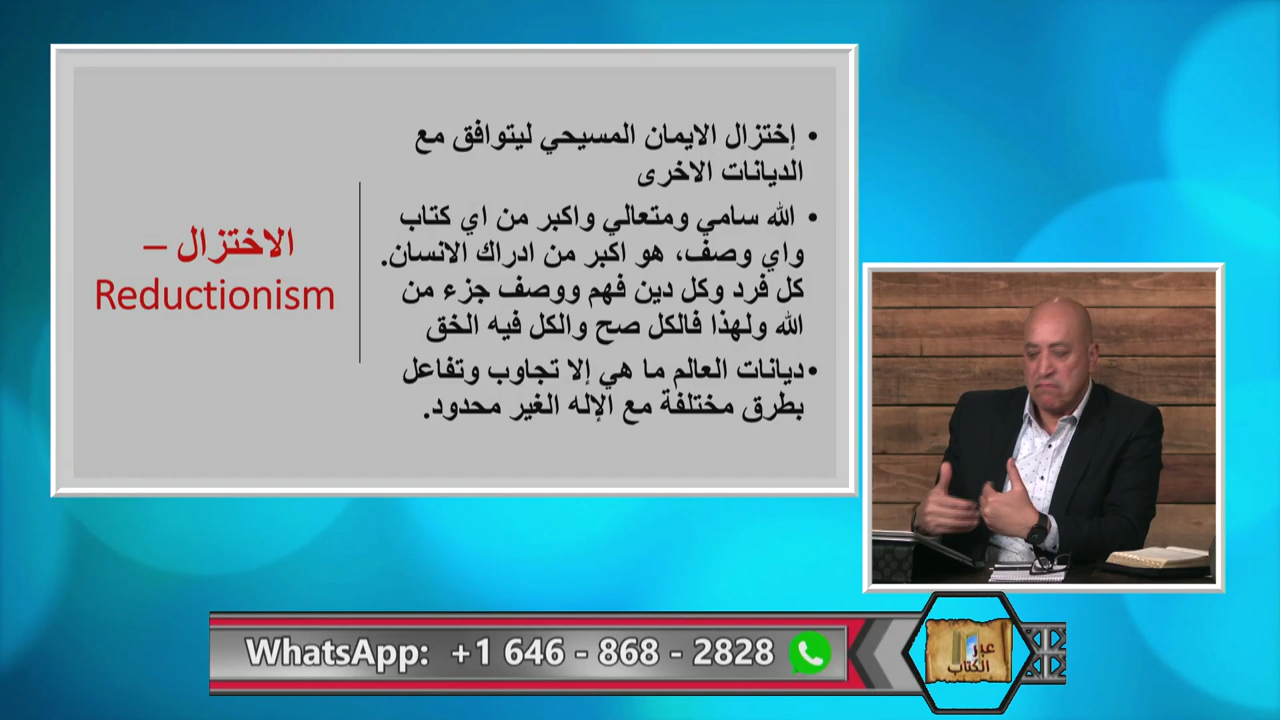 الاختزال –
Reductionism
• إختزال الايمان المسيحي ليتوافق مع
الديانات الاخرى
• الله سامي ومتعالي واكبر من اي كتاب
واي وصف، هو اكبر من ادراك الانسان.
كل فرد وكل دين فهم ووصف جزء من
الله ولهذا فالكل صح والكل فيه الخق
• ديانات العالم ما هي إلا تجاوب وتفاعل
بطرق مختلفة مع الإله الغير محدود.
WhatsApp: +1 646 - 868 - 2828
عبر
الكتاب